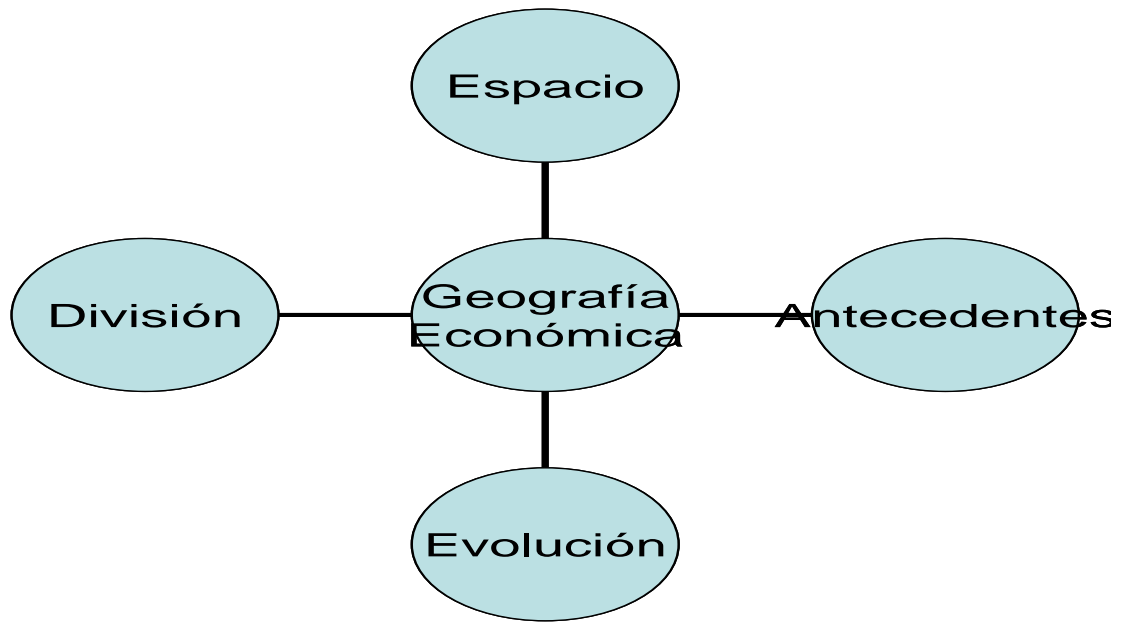 Espacio
División
Geografía
Económica
Antecedentes
Evolución